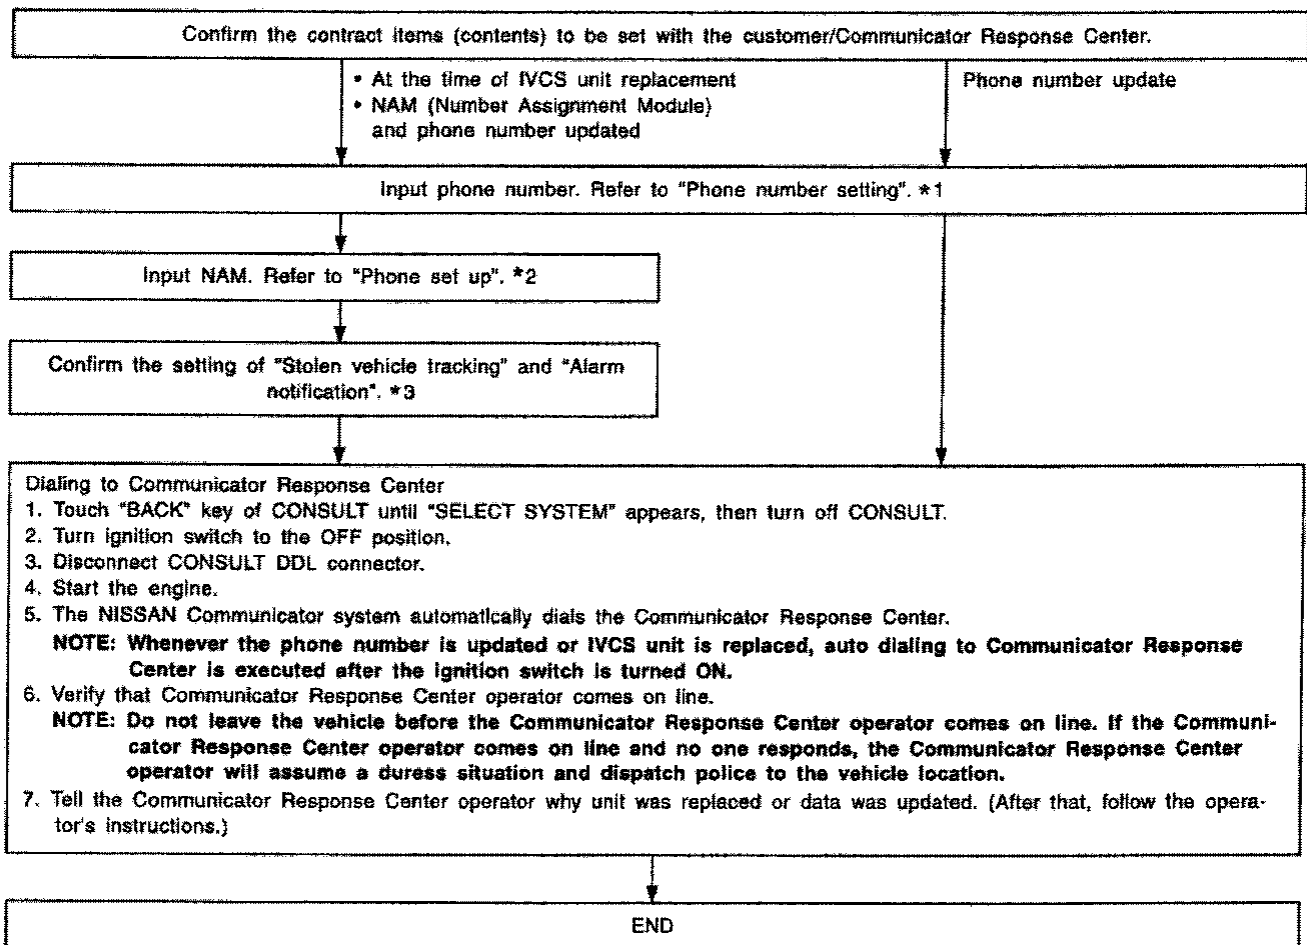 Confirm the contract items (contents) to be set with the customer/Communicator Response Center.
• At the time of IVCS unit replacement
• NAM (Number Assignment Module)
and phone number updated
Phone number update
Input phone number. Refer to "Phone number setting". *1
Input NAM. Refer to "Phone set up". *2
Confirm the setting of "Stolen vehicle tracking" and "Alarm
notification". *3
Dialing to Communicator Response Center
1. Touch "BACK" key of CONSULT until "SELECT SYSTEM" appears, then turn off CONSULT.
2. Turn ignition switch to the OFF position.
3. Disconnect CONSULT DDL connector.
4. Start the engine.
5. The NISSAN Communicator system automatically dials the Communicator Response Center.
NOTE: Whenever the phone number is updated or IVCS unit is replaced, auto dialing to Communicator Response
Center is executed after the ignition switch is turned ON.
6. Verify that Communicator Response Center operator comes on line.
NOTE: Do not leave the vehicle before the Communicator Response Center operator comes on line. If the Communi-
cator Response Center operator comes on line and no one responds, the Communicator Response Center
operator will assume a duress situation and dispatch police to the vehicle location.
7. Tell the Communicator Response Center operator why unit was replaced or data was updated. (After that, follow the opera-
tor's instructions.)
END